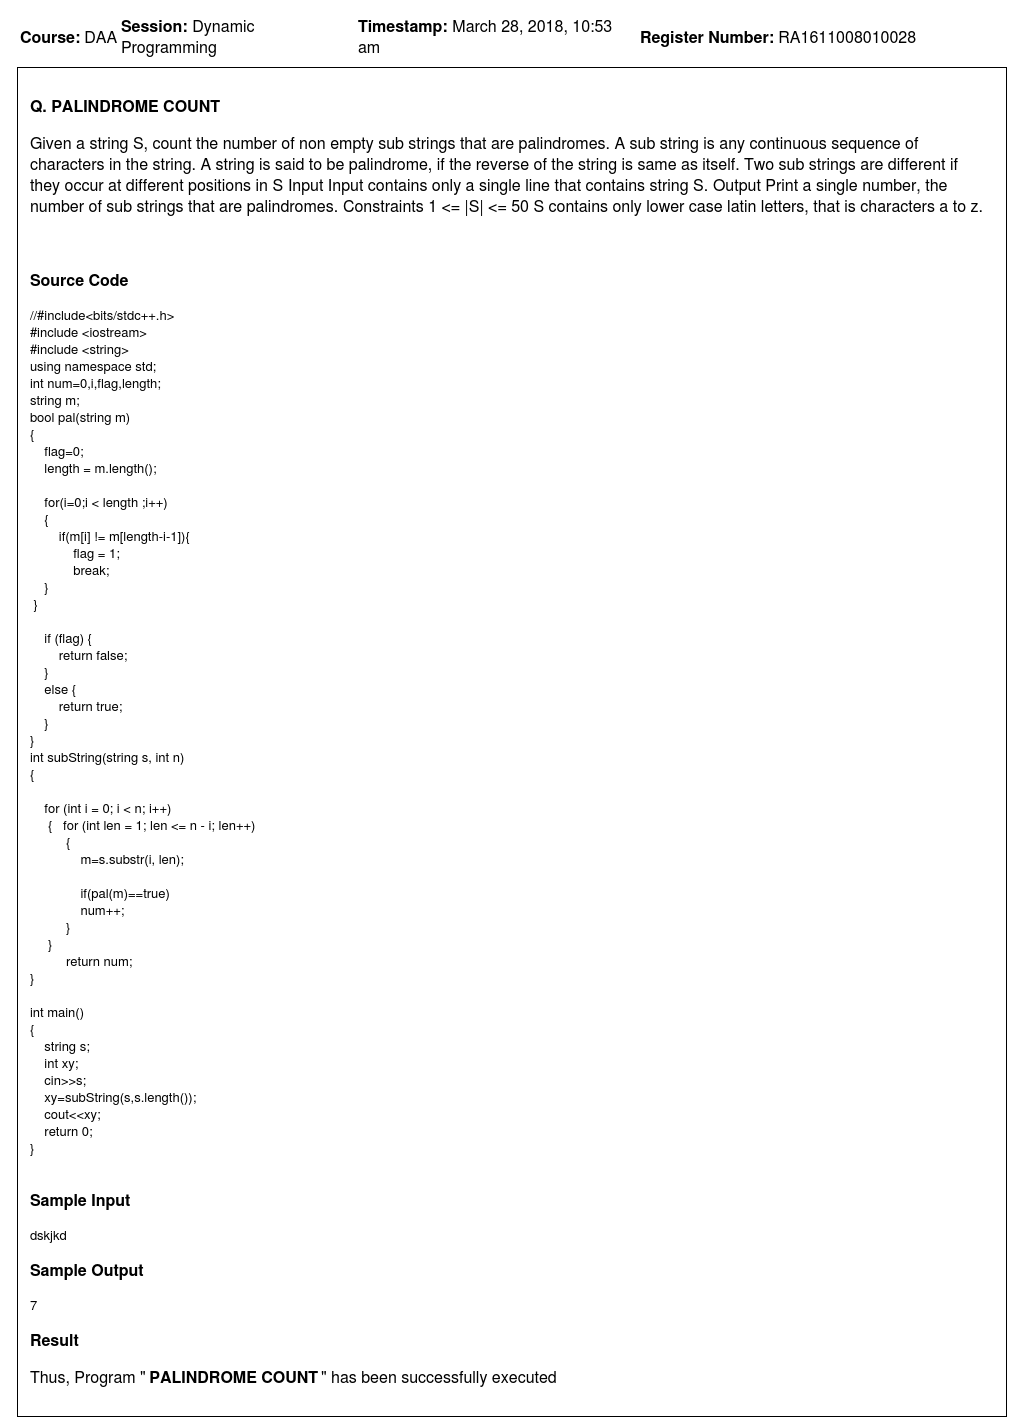 Course: DAA Session: Dynamic Programming Timestamp: March 28, 2018, 10:53 am Register Number: RA1611008010028
Q. PALINDROME COUNT
Given a string S, count the number of non empty sub strings that are palindromes. A sub string is any continuous sequence of
characters in the string. A string is said to be palindrome, if the reverse of the string is same as itself. Two sub strings are different if
they occur at different positions in S Input Input contains only a single line that contains string S. Output Print a single number, the
number of sub strings that are palindromes. Constraints 1 <= |S| <= 50 S contains only lower case latin letters, that is characters a to z.
Source Code
//#include<bits/stdc++.h>
#include <iostream>
#include <string>
using namespace std;
int num=0,i,flag,length;
string m;
bool pal(string m)
{
    flag=0;
    length = m.length();
    for(i=0;i < length ;i++)
    {
        if(m[i] != m[length-i-1]){
            flag = 1;
            break;
    }
 }
    if (flag) {
        return false;
    }
    else {
        return true;
    }
}
int subString(string s, int n)
{
    for (int i = 0; i < n; i++)
     {   for (int len = 1; len <= n - i; len++)
          {
              m=s.substr(i, len);
              if(pal(m)==true)
              num++;
          }
     }
          return num;
}
int main()
{
    string s;
    int xy;
    cin>>s;
    xy=subString(s,s.length());
    cout<<xy;
    return 0;
}
Sample Input
dskjkd
Sample Output
7
Result
Thus, Program " PALINDROME COUNT " has been successfully executed